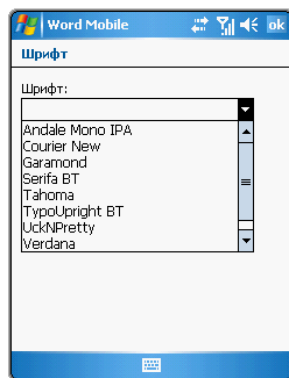 Word Mobile
ok
Шрифт
Шрифт:
Andale Mono IPA
Courier New
Garamond
Serifa BT
Tahoma
TypoUpright BT
UckNPretty
Verdana